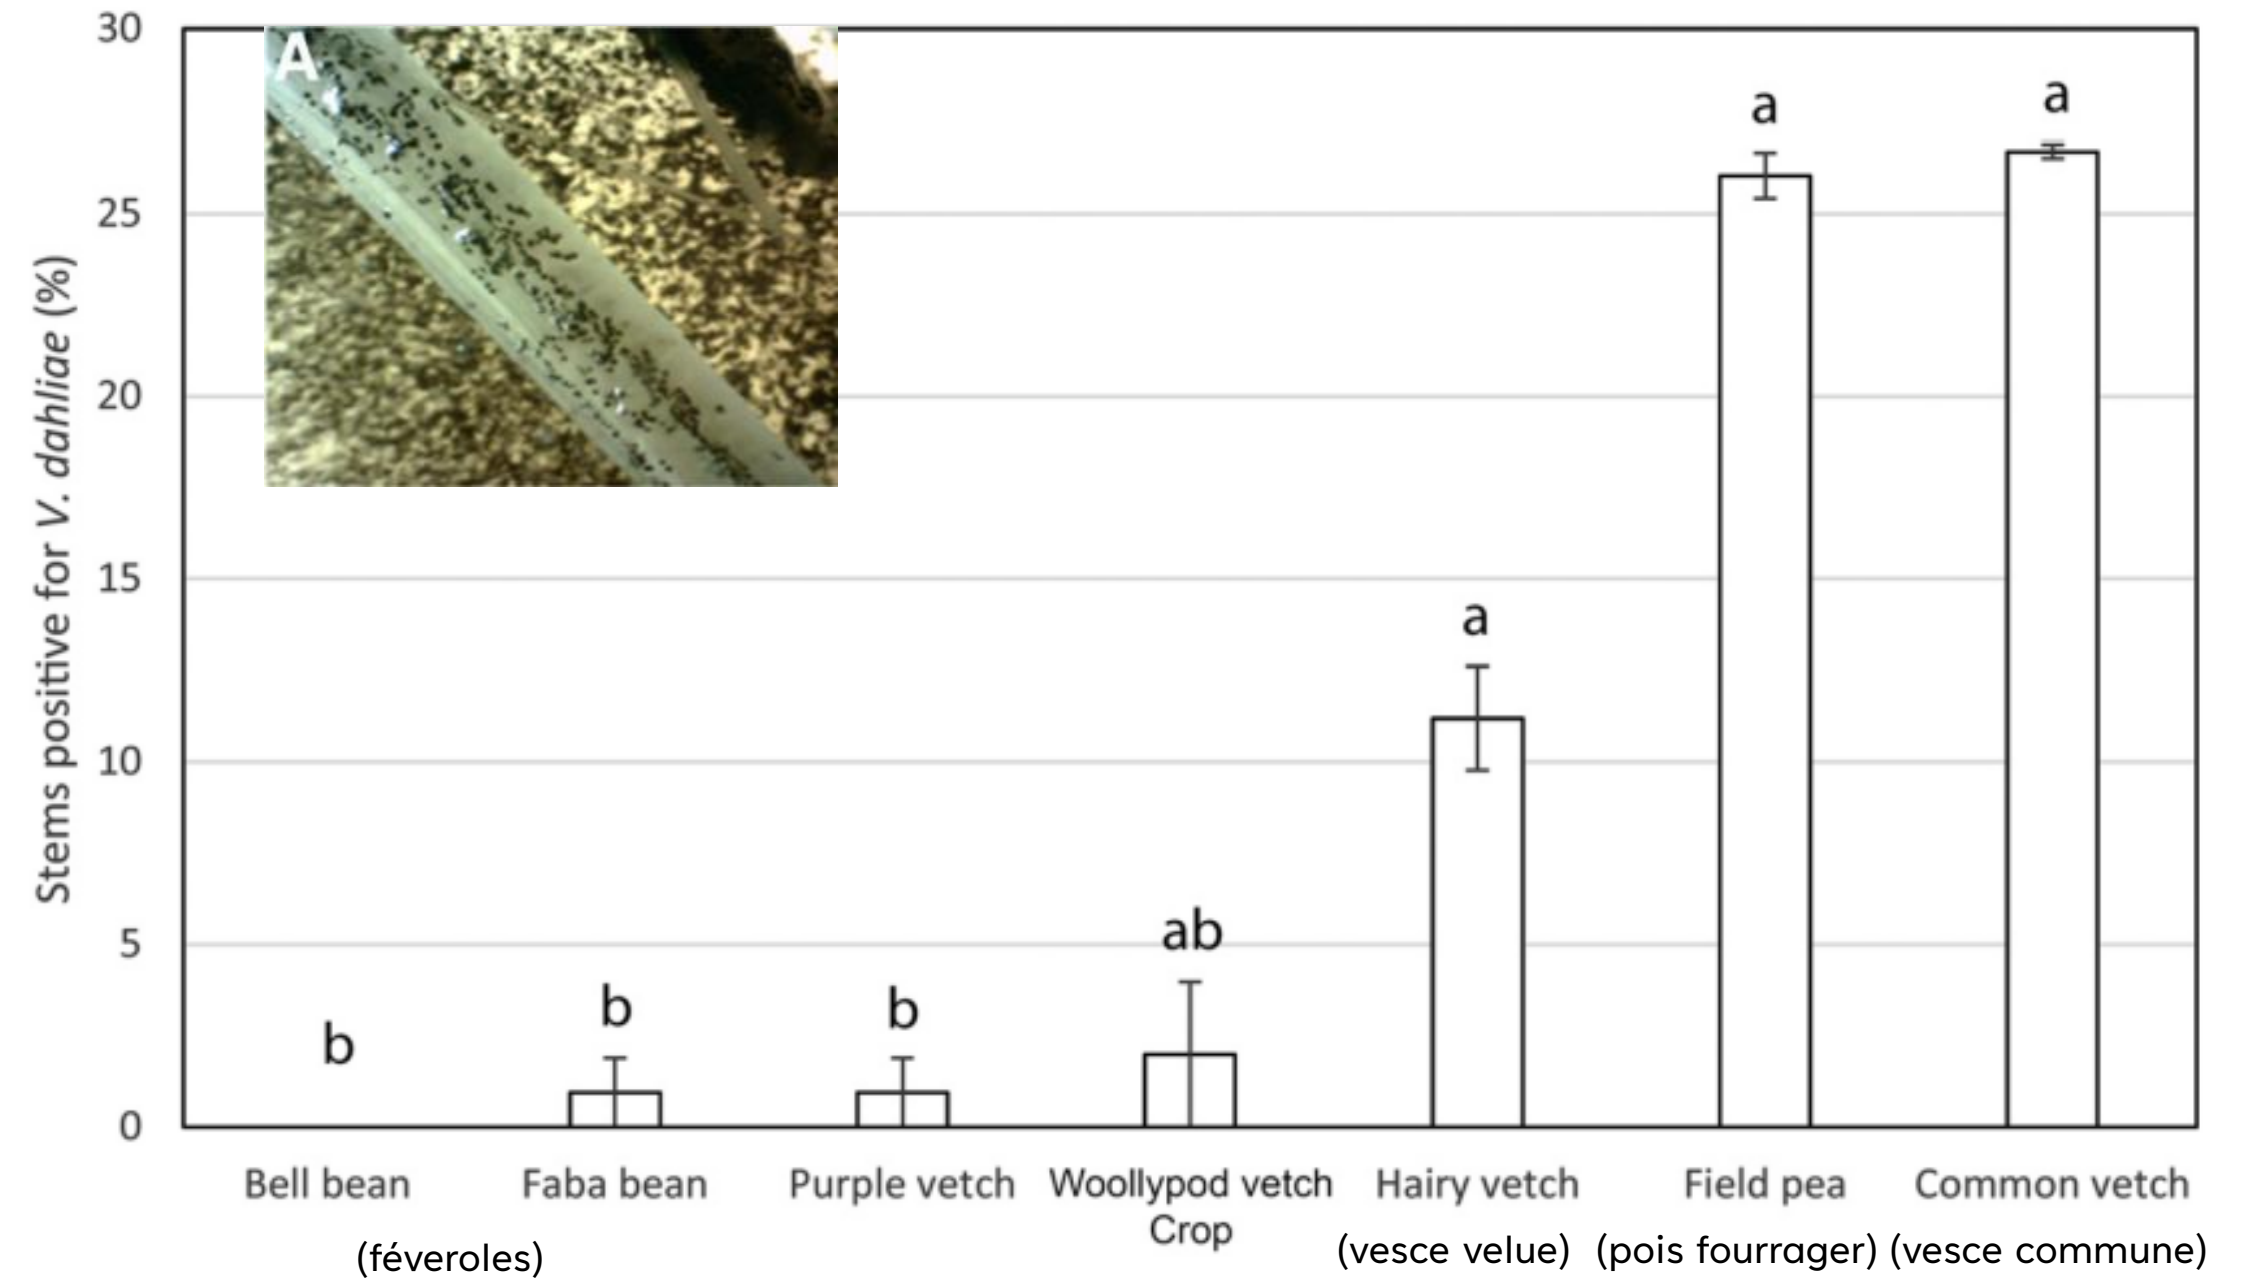 30
A
a
a
25
20
Stems positive for V. dahliae (%)
15
a
10
ab
5
b
b
b
0
Bell bean
Faba bean
Purple vetch
Woollypod vetch
Hairy vetch
Field pea
Common vetch
Crop
(féveroles)
(vesce velue)
(pois fourrager)
(vesce commune)